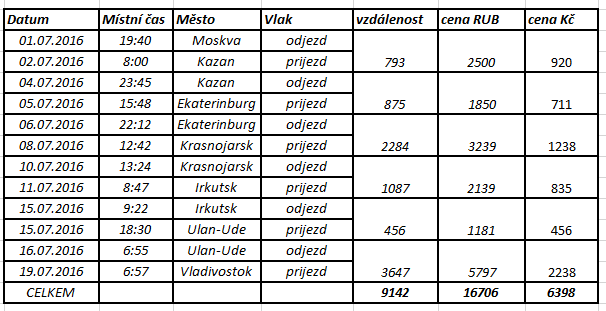 Datum Místní čas Město Vlak vzdálenost cena RUB cena Kč
01.07.2016 19:40 Moskva odjezd
02.07.2016 8:00 Kazan prijezd 793 2500 920
04.07.2016 23:45 Kazan odjezd
05.07.2016 15:48 Ekaterinburg prijezd 875 1850 711
06.07.2016 22:12 Ekaterinburg odjezd
08.07.2016 12:42 Krasnojarsk prijezd 2284 3239 1238
10.07.2016 13:24 Krasnojarsk odjezd
11.07.2016 8:47 Irkutsk prijezd 1087 2139 835
15.07.2016 9:22 Irkutsk odjezd
15.07.2016 18:30 Ulan-Ude prijezd 456 1181 456
16.07.2016 6:55 Ulan-Ude odjezd
19.07.2016 6:57 Vladivostok prijezd 3647 5797 2238
CELKEM 9142 16706 6398